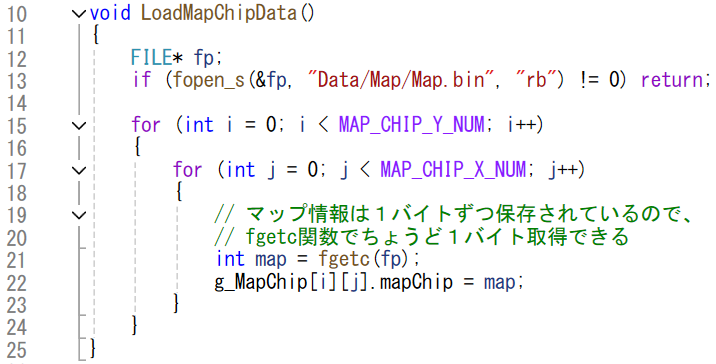 10 void LoadMapChipData()
11 {
12     FILE* fp;
13     if (fopen_s(&fp, "Data/Map/Map.bin", "rb") != 0) return;
14
15     for (int i = 0; i < MAP_CHIP_Y_NUM; i++)
16     {
17         for (int j = 0; j < MAP_CHIP_X_NUM; j++)
18         {
19             // マップ情報は１バイトずつ保存されているので、
20             // fgetc関数でちょうど１バイト取得できる
21             int map = fgetc(fp);
22             g_MapChip[i][j].mapChip = map;
23         }
24     }
25 }